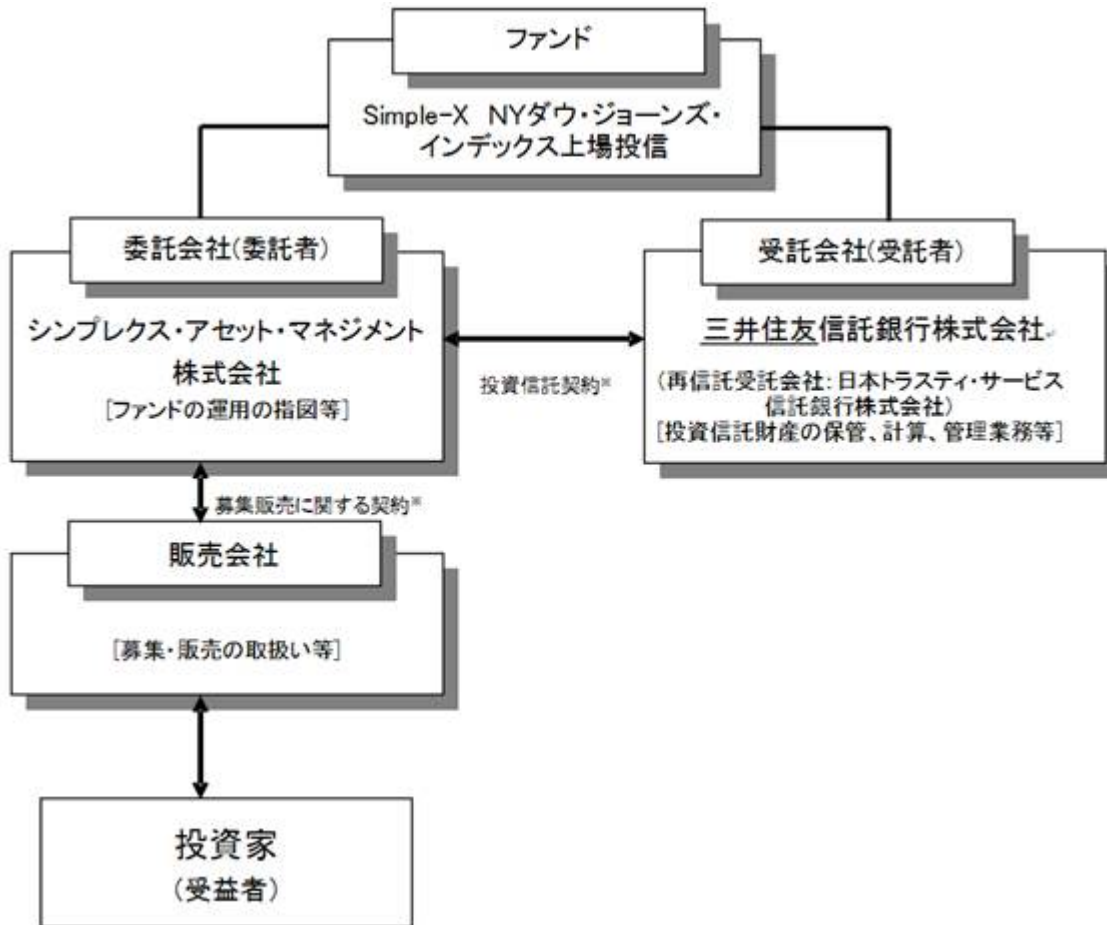 ファンド
Simple-X NYダウ・ジョーンズ・
インデックス上場投信
委託会社(委託者)
シンプレクス・アセット・マネジメント
株式会社
[ファンドの運用の指図等]
投資信託契約※
受託会社(受託者)
三井住友信託銀行株式会社
(再信託受託会社：日本トラスティ・サービス
信託銀行株式会社)
[投資信託財産の保管、計算、管理業務等]
募集販売に関する契約※
販売会社
[募集・販売の取扱い等]
投資家
(受益者)